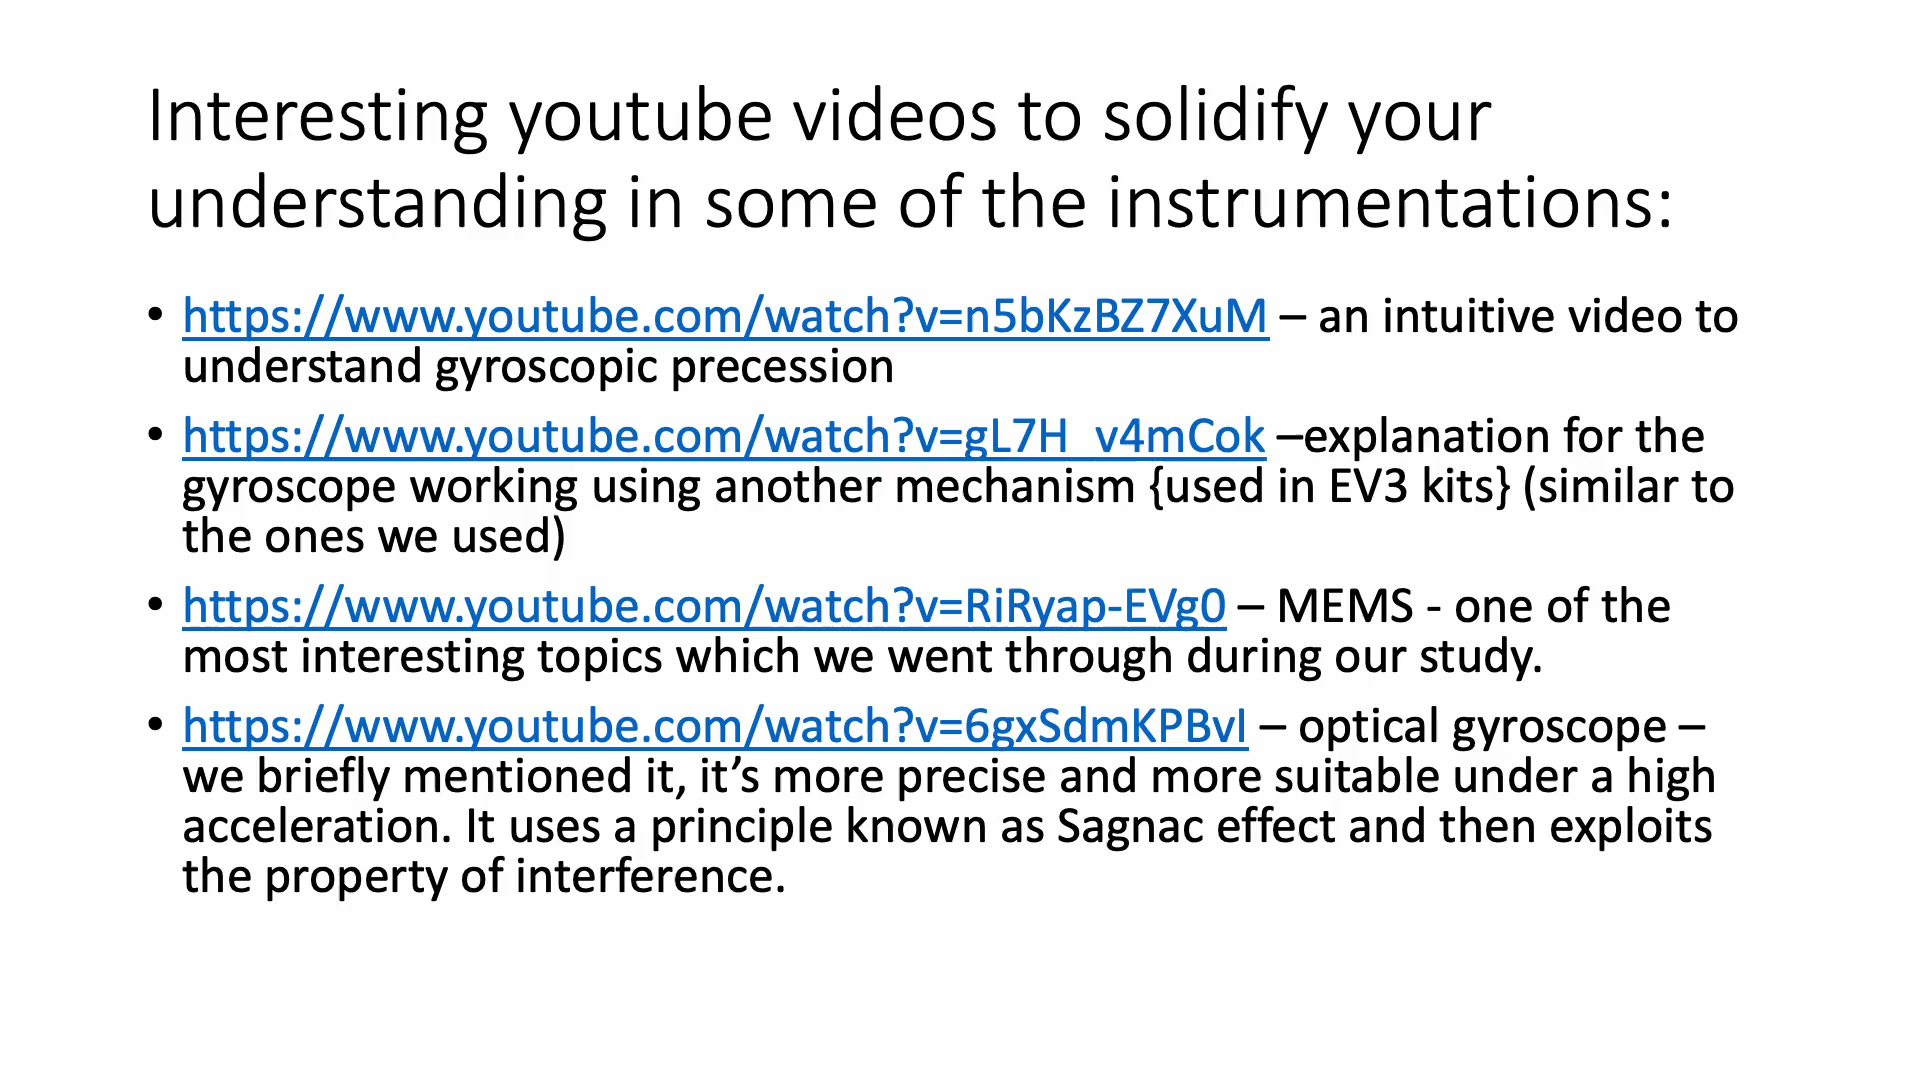 Interesting youtube videos to solidify your
understanding in some of the instrumentations:
• https://www.youtube.com/watch?v=n5bKzBZ7XuM – an intuitive video to
understand gyroscopic precession
• https://www.youtube.com/watch?v=gL7H_v4mCok –explanation for the
gyroscope working using another mechanism {used in EV3 kits} (similar to
the ones we used)
• https://www.youtube.com/watch?v=RiRyap-EVg0 – MEMS - one of the
most interesting topics which we went through during our study.
• https://www.youtube.com/watch?v=6gxSdmKPBvI – optical gyroscope –
we briefly mentioned it, it’s more precise and more suitable under a high
acceleration. It uses a principle known as Sagnac effect and then exploits
the property of interference.